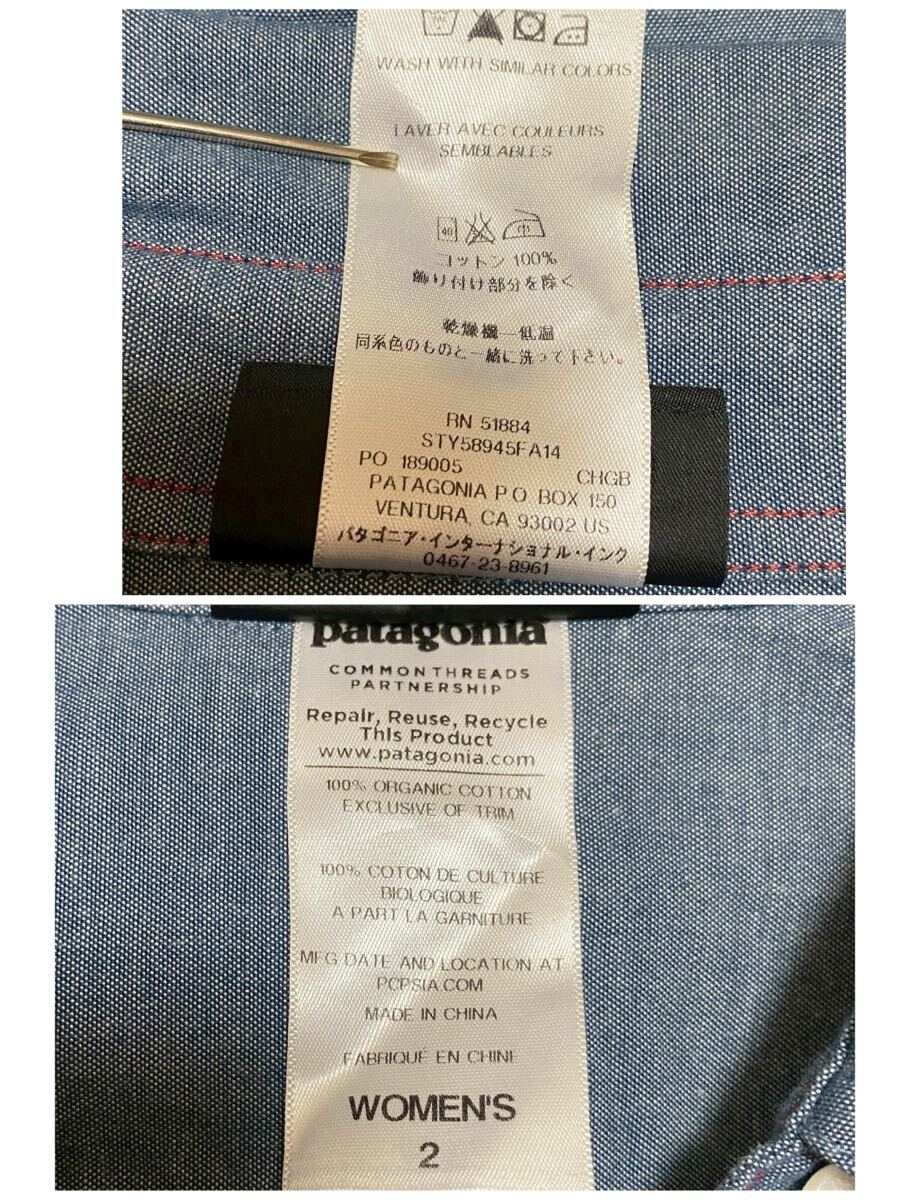 WASH WITH SIMILAR COLORS
LAVER AVEC COULEURS
SEMBLABLES
40 中
コットン 100%
飾り付け部分を除く
乾燥機—低温
同系色のものと一緒に洗って下さい。
RN 51884
STY58945FA14
PO 189005 CHGB
PATAGONIA P O BOX 150
VENTURA, CA 93002 US
パタゴニア・インターナショナル・インク
0467-23-8961
patagonia
COMMON THREADS
PARTNERSHIP
Repair, Reuse, Recycle
This Product
www.patagonia.com
100% ORGANIC COTTON
EXCLUSIVE OF TRIM
100% COTON DE CULTURE
BIOLOGIQUE
A PART LA GARNITURE
MFG DATE AND LOCATION AT
PCPSIA.COM
MADE IN CHINA
FABRIQUÉ EN CHINE
WOMEN'S
2